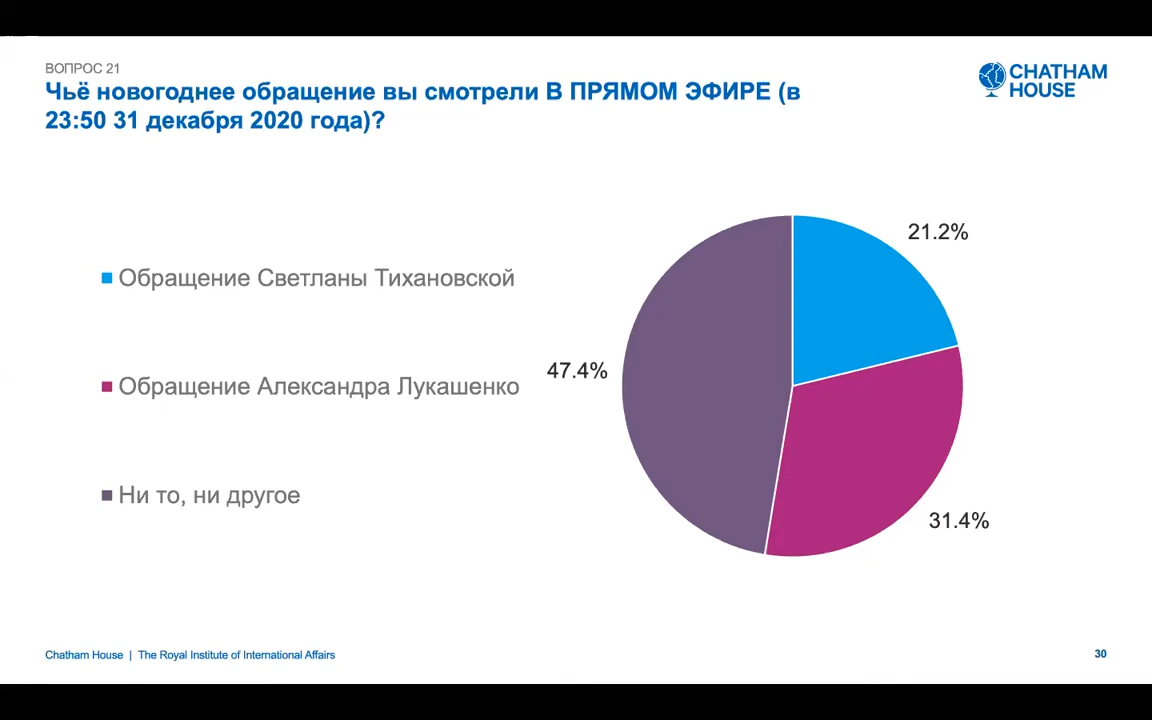 ВОПРОС 21
Чьё новогоднее обращение вы смотрели В ПРЯМОМ ЭФИРЕ (в
23:50 31 декабря 2020 года)?
CHATHAM
HOUSE
Обращение Светланы Тихановской
Обращение Александра Лукашенко
Ни то, ни другое
21.2%
47.4%
31.4%
Chatham House | The Royal Institute of International Affairs
30